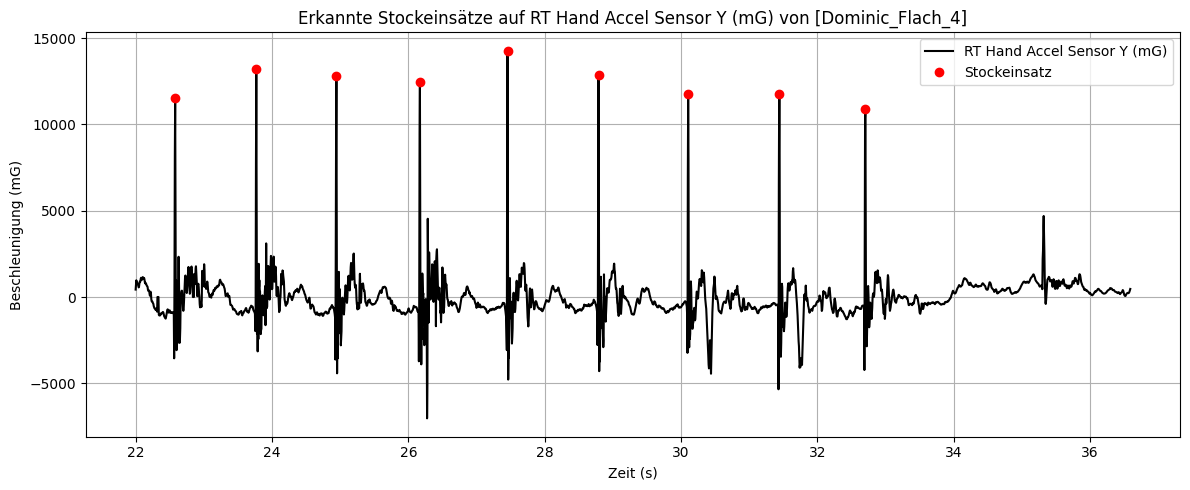 Erkannte Stockeinsätze auf RT Hand Accel Sensor Y (mG) von [Dominic_Flach_4]
RT Hand Accel Sensor Y (mG)
Stockeinsatz
Beschleunigung (mG)
15000
10000
5000
0
−5000
22 24 26 28 30 32 34 36
Zeit (s)